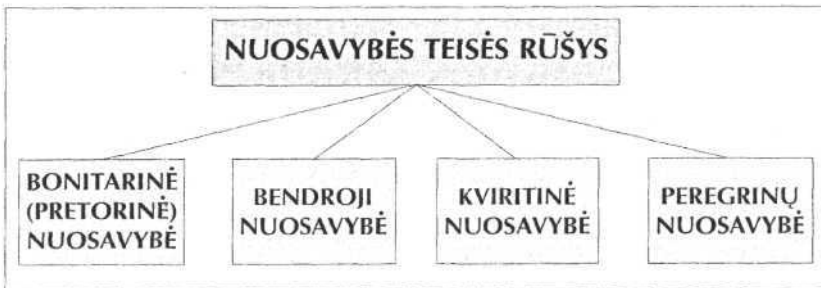 NUOSAVYBĖS TEISĖS RŪŠYS
BONITARINĖ
(PRETORINĖ)
NUOSAVYBĖ
BENDROJI
NUOSAVYBĖ
KVIRITINĖ
NUOSAVYBĖ
PEREGRINŲ
NUOSAVYBĖ